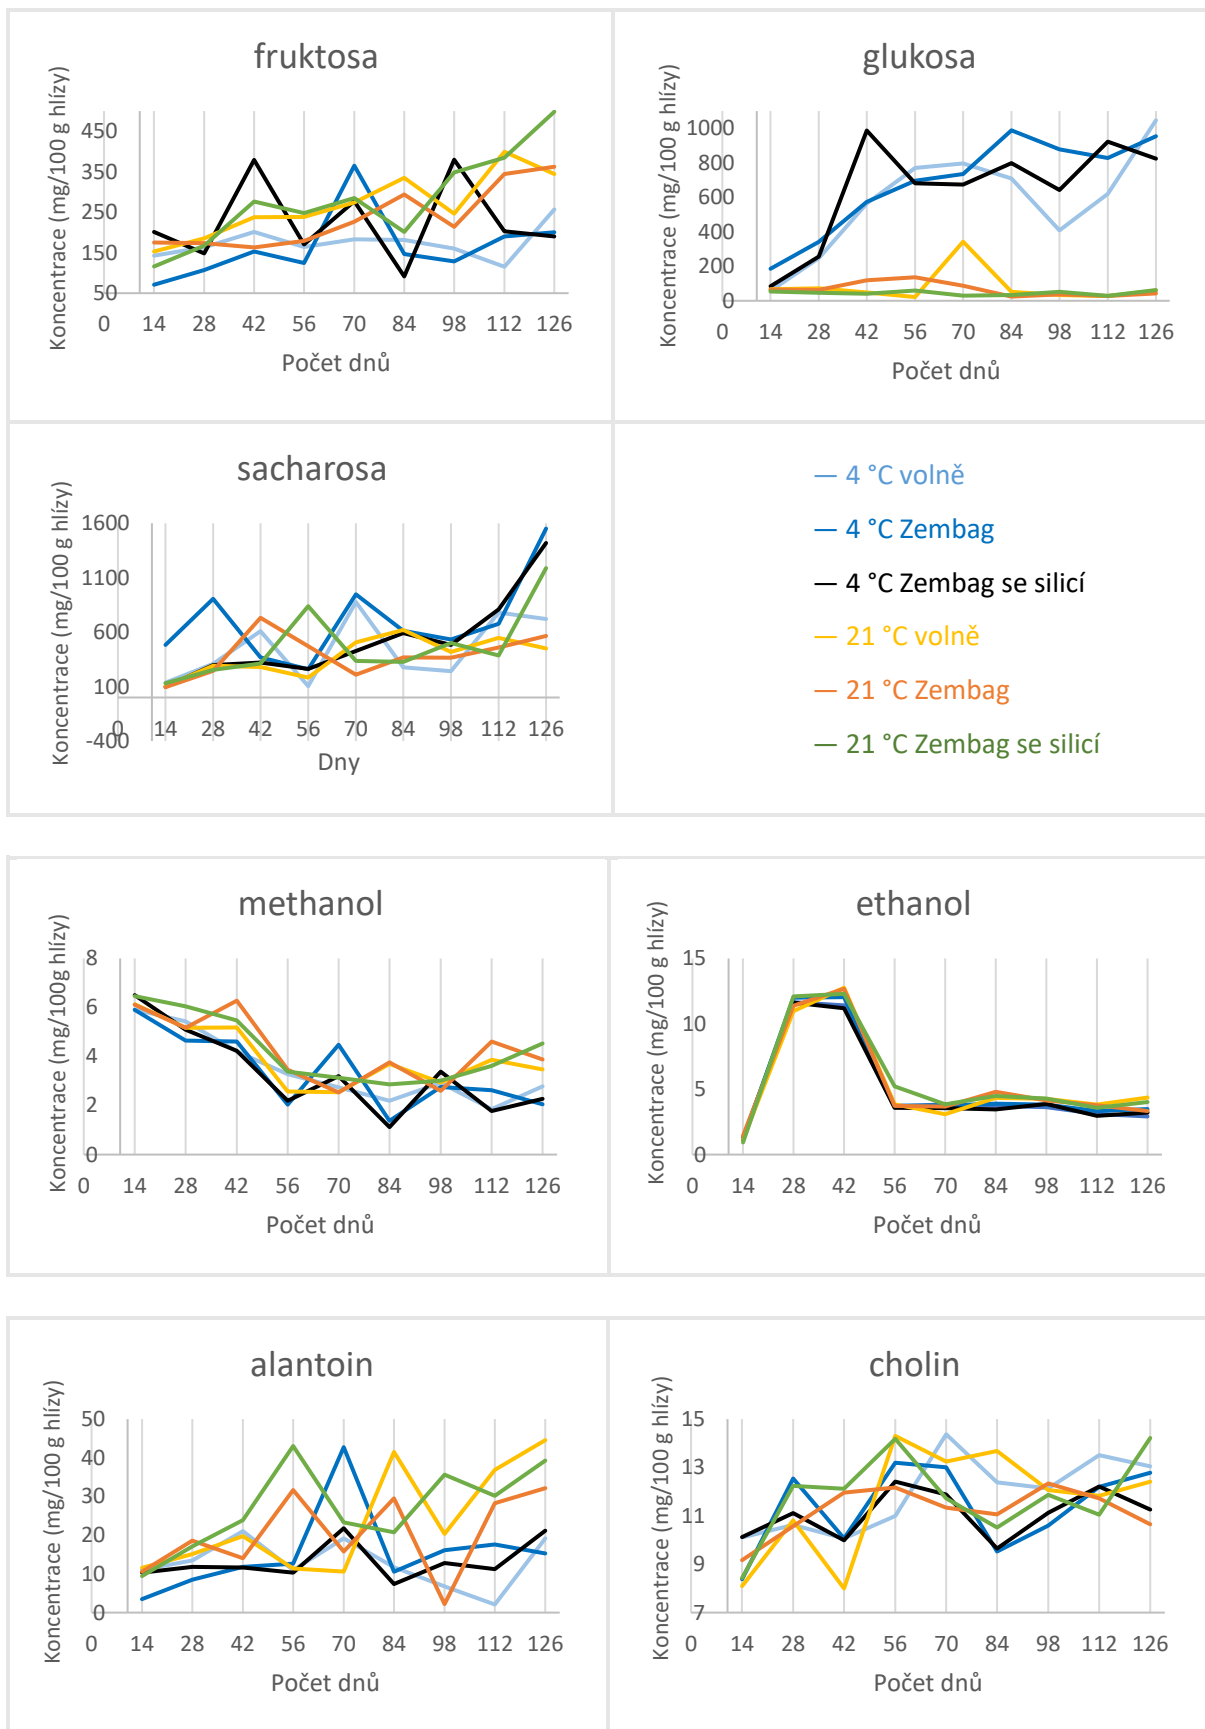 fruktosa
Koncentrace (mg/100 g hlízy)
450
350
250
150
50
0 14 28 42 56 70 84 98 112 126
Počet dnů
glukosa
Koncentrace (mg/100 g hlízy)
1000
800
600
400
200
0
0 14 28 42 56 70 84 98 112 126
Počet dnů
sacharosa
Koncentrace (mg/100 g hlízy)
1600
1100
600
100
-400
0 14 28 42 56 70 84 98 112 126
Dny
4 °C volně
4 °C Zembag
4 °C Zembag se silicí
21 °C volně
21 °C Zembag
21 °C Zembag se silicí
methanol
Koncentrace (mg/100g hlízy)
8
6
4
2
0
0 14 28 42 56 70 84 98 112 126
Počet dnů
ethanol
Koncentrace (mg/100 g hlízy)
15
10
5
0
0 14 28 42 56 70 84 98 112 126
Počet dnů
alantoin
Koncentrace (mg/100 g hlízy)
50
40
30
20
10
0
0 14 28 42 56 70 84 98 112 126
Počet dnů
cholin
Koncentrace (mg/100 g hlízy)
15
13
11
9
7
0 14 28 42 56 70 84 98 112 126
Počet dnů